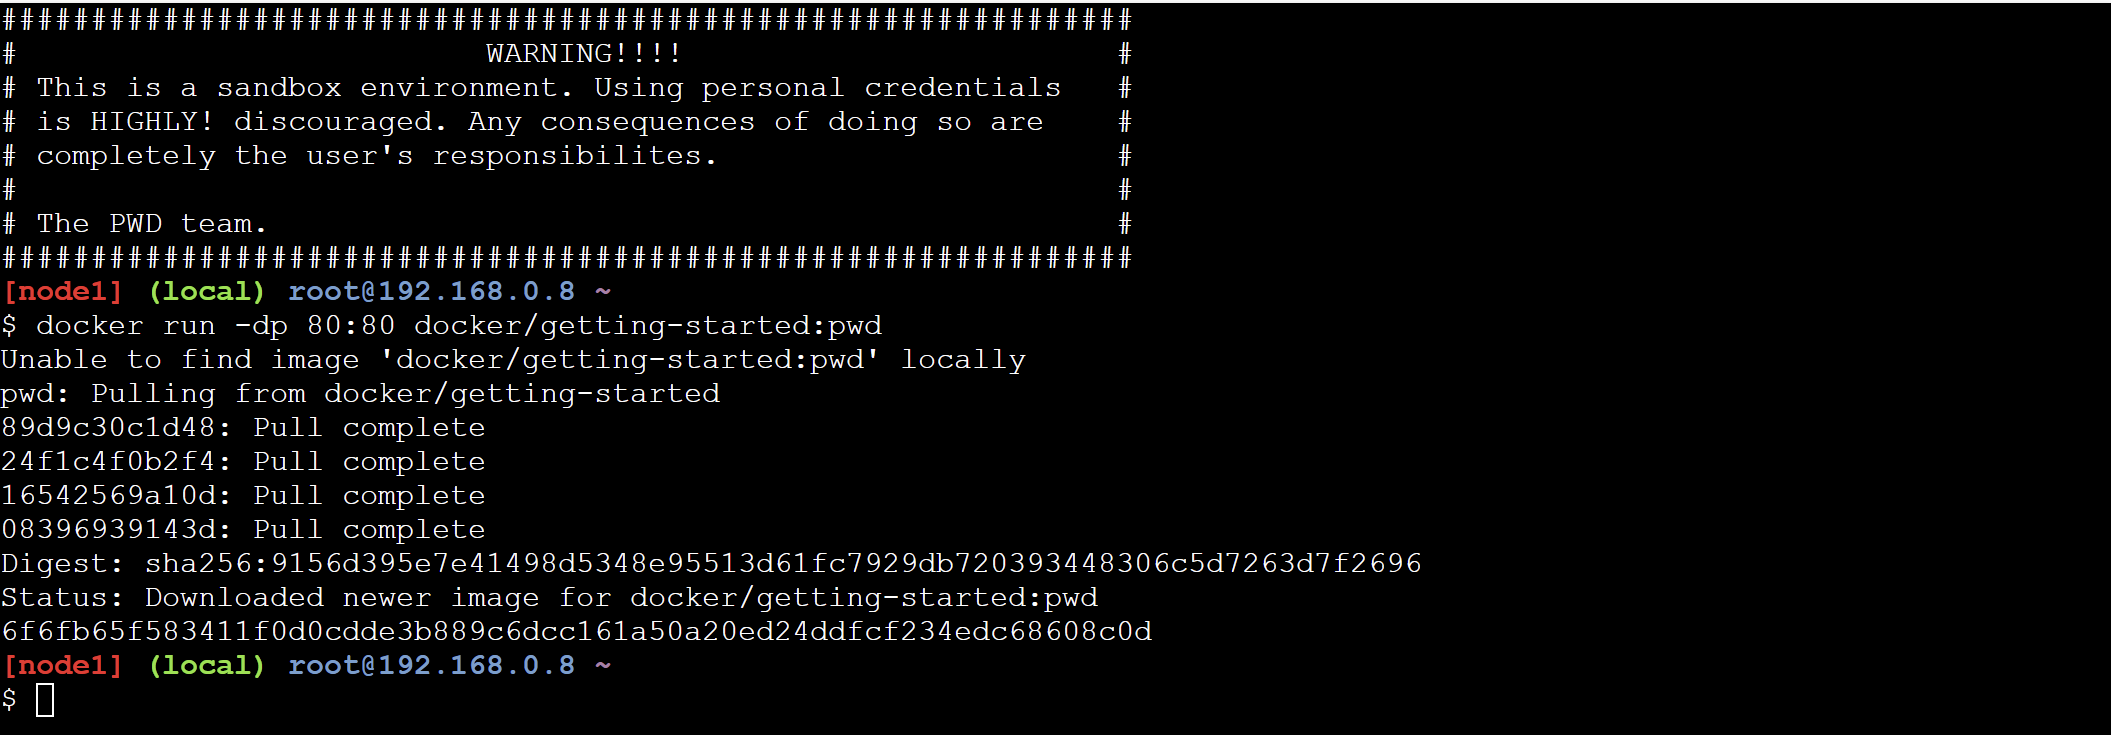 ###############################################################
#                          WARNING!!!!                        #
# This is a sandbox environment. Using personal credentials   #
# is HIGHLY! discouraged. Any consequences of doing so are    #
# completely the user's responsibilites.                      #
#                                                             #
# The PWD team.                                               #
###############################################################
[node1] (local) root@192.168.0.8 ~
$ docker run -dp 80:80 docker/getting-started:pwd
Unable to find image 'docker/getting-started:pwd' locally
pwd: Pulling from docker/getting-started
89d9c30c1d48: Pull complete
24f1c4f0b2f4: Pull complete
16542569a10d: Pull complete
08396939143d: Pull complete
Digest: sha256:9156d395e7e41498d5348e95513d61fc7929db720393448306c5d7263d7f2696
Status: Downloaded newer image for docker/getting-started:pwd
6f6fb65f583411f0d0cdde3b889c6dcc161a50a20ed24ddfcf234edc68608c0d
[node1] (local) root@192.168.0.8 ~
$